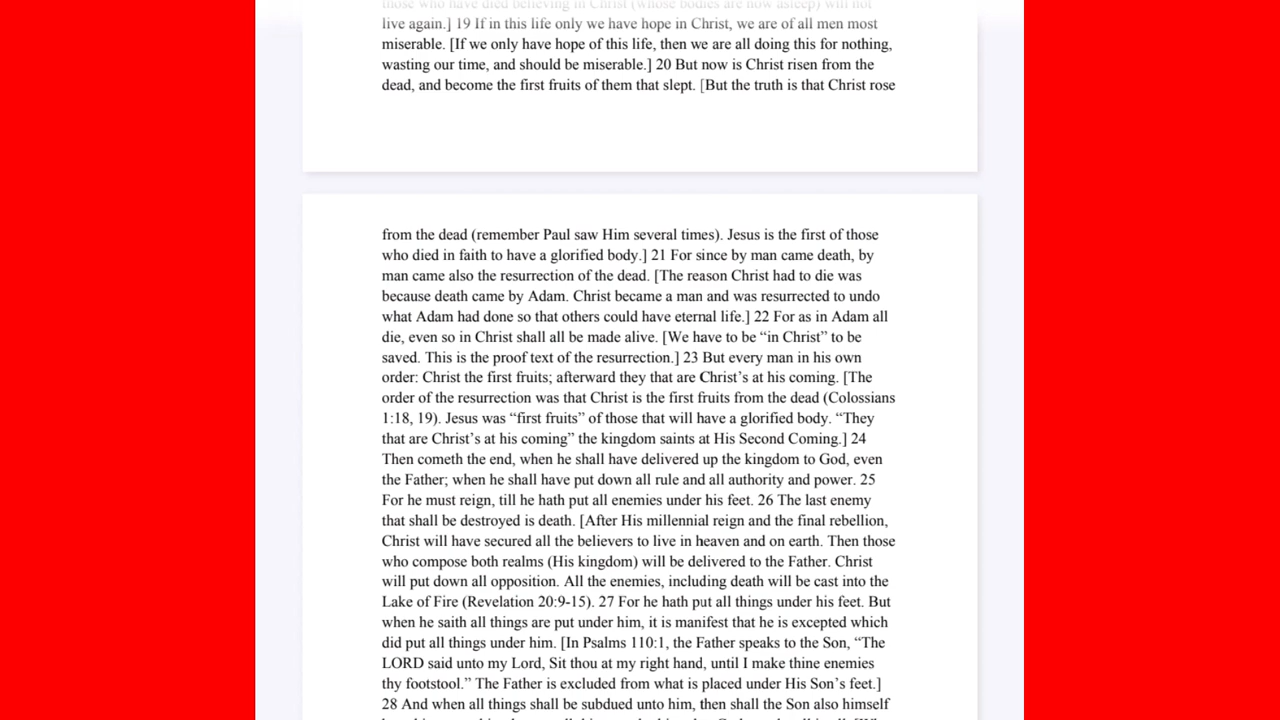 those who have died believing in Christ (whose bodies are now asleep) will not
live again.] 19 If in this life only we have hope in Christ, we are of all men most
miserable. [If we only have hope of this life, then we are all doing this for nothing,
wasting our time, and should be miserable.] 20 But now is Christ risen from the
dead, and become the first fruits of them that slept. [But the truth is that Christ rose
from the dead (remember Paul saw Him several times). Jesus is the first of those
who died in faith to have a glorified body.] 21 For since by man came death, by
man came also the resurrection of the dead. [The reason Christ had to die was
because death came by Adam. Christ became a man and was resurrected to undo
what Adam had done so that others could have eternal life.] 22 For as in Adam all
die, even so in Christ shall all be made alive. [We have to be “in Christ” to be
saved. This is the proof text of the resurrection.] 23 But every man in his own
order: Christ the first fruits; afterward they that are Christ’s at his coming. [The
order of the resurrection was that Christ is the first fruits from the dead (Colossians
1:18, 19). Jesus was “first fruits” of those that will have a glorified body. “They
that are Christ’s at his coming” the kingdom saints at His Second Coming.] 24
Then cometh the end, when he shall have delivered up the kingdom to God, even
the Father; when he shall have put down all rule and all authority and power. 25
For he must reign, till he hath put all enemies under his feet. 26 The last enemy
that shall be destroyed is death. [After His millennial reign and the final rebellion,
Christ will have secured all the believers to live in heaven and on earth. Then those
who compose both realms (His kingdom) will be delivered to the Father. Christ
will put down all opposition. All the enemies, including death will be cast into the
Lake of Fire (Revelation 20:9-15). 27 For he hath put all things under his feet. But
when he saith all things are put under him, it is manifest that he is excepted which
did put all things under him. [In Psalms 110:1, the Father speaks to the Son, “The
LORD said unto my Lord, Sit thou at my right hand, until I make thine enemies
thy footstool.” The Father is excluded from what is placed under His Son’s feet.]
28 And when all things shall be subdued unto him, then shall the Son also himself